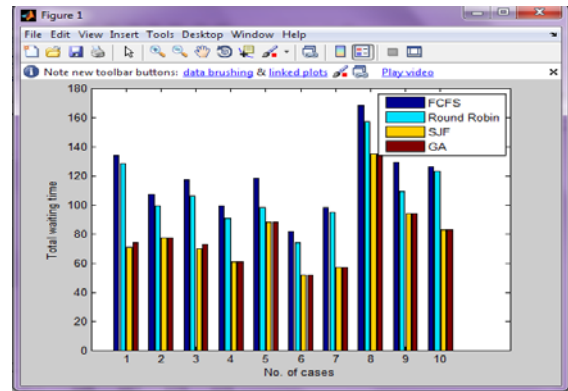 Figure 1
File Edit View Insert Tools Desktop Window Help
Note new toolbar buttons: data brushing & linked plots Play video
180
160
140
120
100
80
60
40
20
0
Total waiting time
FCFS
Round Robin
SJF
GA
1 2 3 4 5 6 7 8 9 10
No. of cases